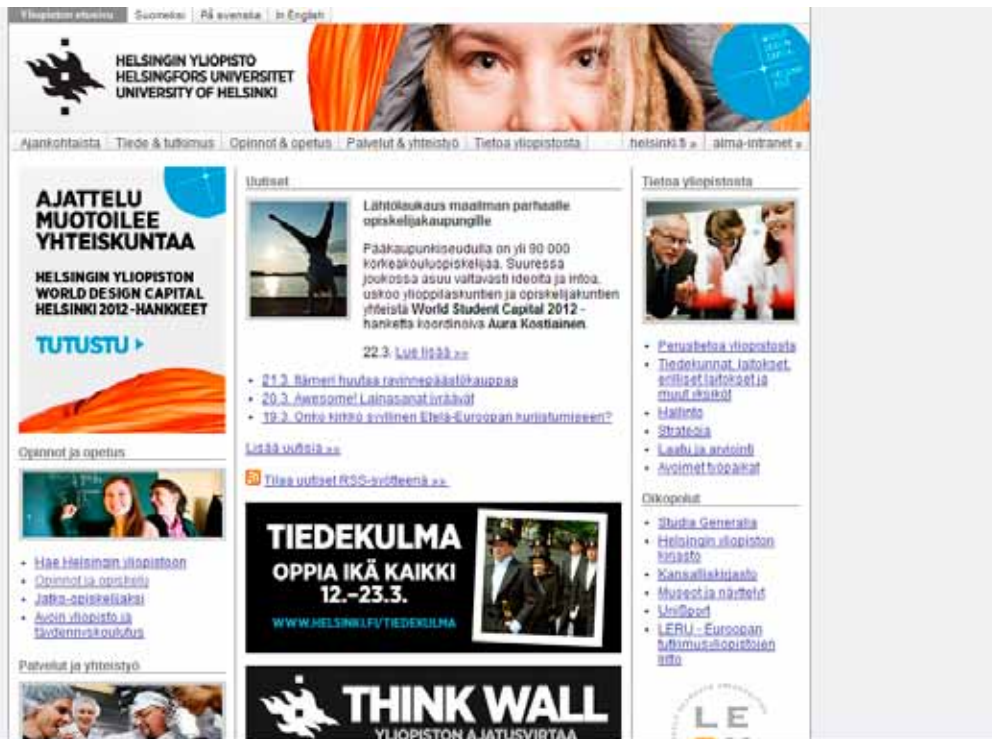 Yliopiston etusivu Suomeksi På svenska In English
HELSINGIN YLIOPISTO
HELSINGFORS UNIVERSITET
UNIVERSITY OF HELSINKI
WORLD
DESIGN
CAPITAL
Ajankohtaista Tiede & tutkimus Opinnot & opetus Palvelut & yhteistyö Tietoa yliopistosta helsinki.fi » alma-intranet »
AJATTELU
MUOTOILEE
YHTEISKUNTAA
HELSINGIN YLIOPISTON
WORLD DESIGN CAPITAL
HELSINKI 2012 -HANKKEET
TUTUSTU
Opinnot ja opetus
Hae Helsingin yliopistoon
Opinnot ja opiskelu
Jatko-opiskelijaksi
Avoin yliopisto ja
täydennyskoulutus
Palvelut ja yhteistyö
Uutiset
Lähtölaukaus maailman parhaalle
opiskelijakaupungille
Pääkaupunkiseudulla on yli 90 000
korkeakouluopiskelijaa. Suuressa
joukossa asuu valtavasti ideoita ja intoa,
uskoo ylioppilaskuntien ja opiskelijakuntien
yhteistä World Student Capital 2012 -
hanketta koordinoiva Aura Kostiainen.
22.3. Lue lisää »»
21.3. Itämeri huutaa ravinnepäästökauppaa
20.3. Awesome! Lainasanat jyräävät
19.3. Onko kirkko syyllinen Etelä-Euroopan kurjistumiseen?
Lisää uutisia »»
Tilaa uutiset RSS-syötteenä »»
TIEDEKULMA
OPPIA IKÄ KAIKKI
12.–23.3.
WWW.HELSINKI.FI/TIEDEKULMA
THINK WALL
YLIOPISTON AJATUSVIRTAA
Tietoa yliopistosta
Perustietoa yliopistosta
Tiedekunnat, laitokset,
erilliset laitokset ja
muut yksiköt
Hallinto
Strategia
Laatu ja arviointi
Avoimet työpaikat
Oikopolut
Studia Generalia
Helsingin yliopiston
kirjasto
Kansalliskirjasto
Museot ja näyttelyt
UniSport
LERU - Euroopan
tutkimusyliopistojen
liitto
L E